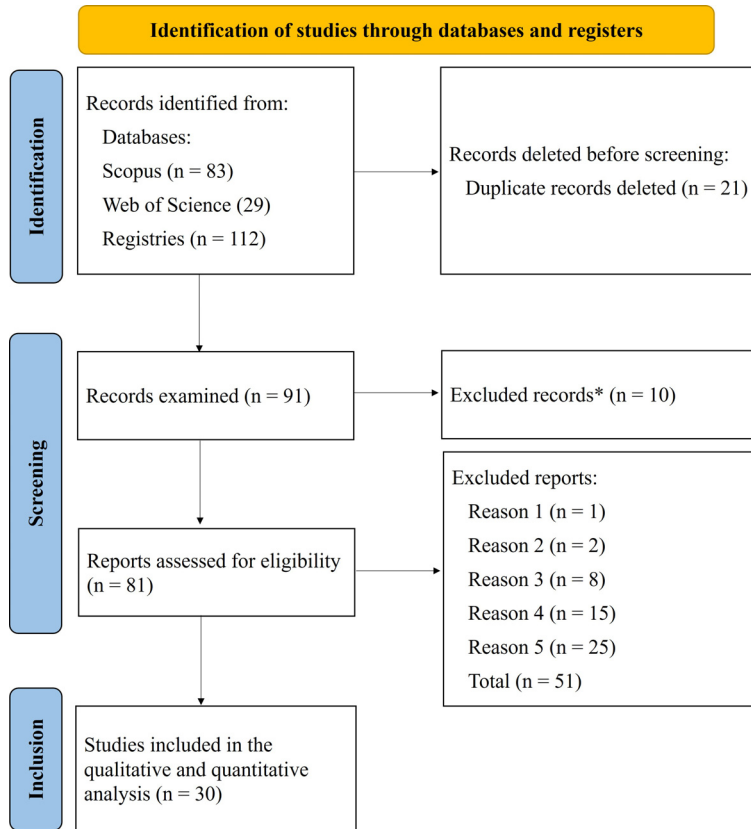 Identification of studies through databases and registers
Identification
Records identified from:
Databases:
Scopus (n = 83)
Web of Science (29)
Registries (n = 112)
Records deleted before screening:
Duplicate records deleted (n = 21)
Screening
Records examined (n = 91)
Excluded records* (n = 10)
Reports assessed for eligibility
(n = 81)
Excluded reports:
Reason 1 (n = 1)
Reason 2 (n = 2)
Reason 3 (n = 8)
Reason 4 (n = 15)
Reason 5 (n = 25)
Total (n = 51)
Inclusion
Studies included in the
qualitative and quantitative
analysis (n = 30)